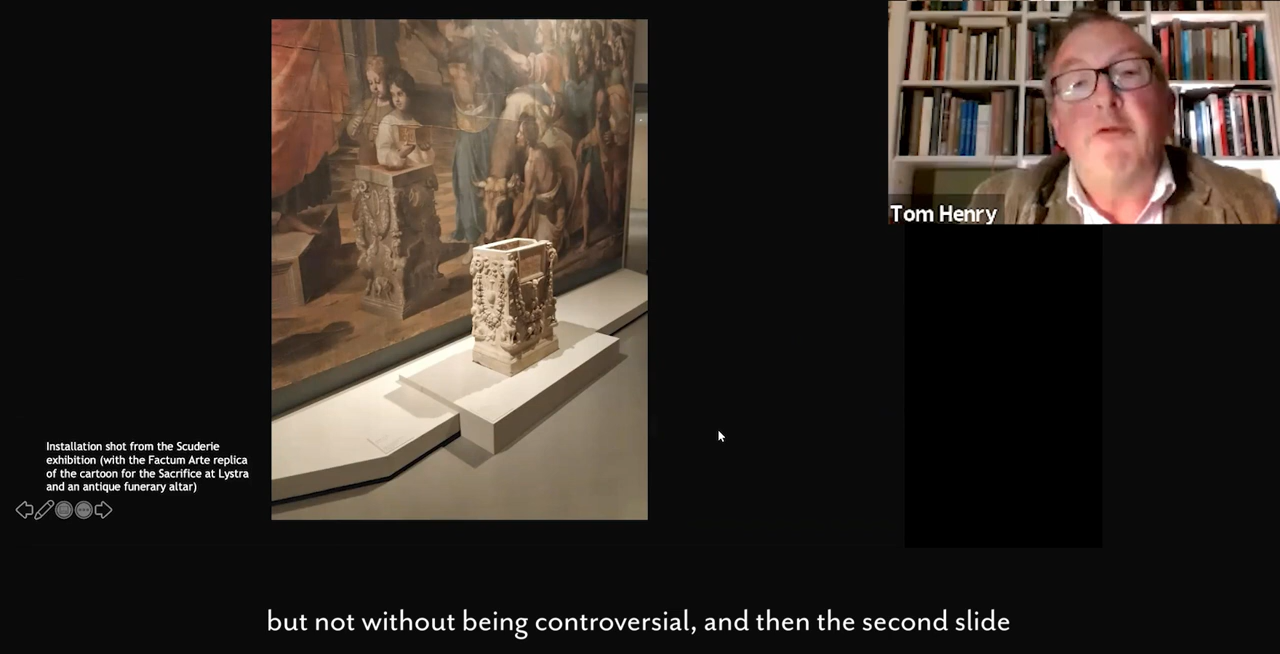 Tom Henry
Installation shot from the Scuderie
exhibition (with the Factum Arte replica
of the cartoon for the Sacrifice at Lystra
and an antique funerary altar)
but not without being controversial, and then the second slide